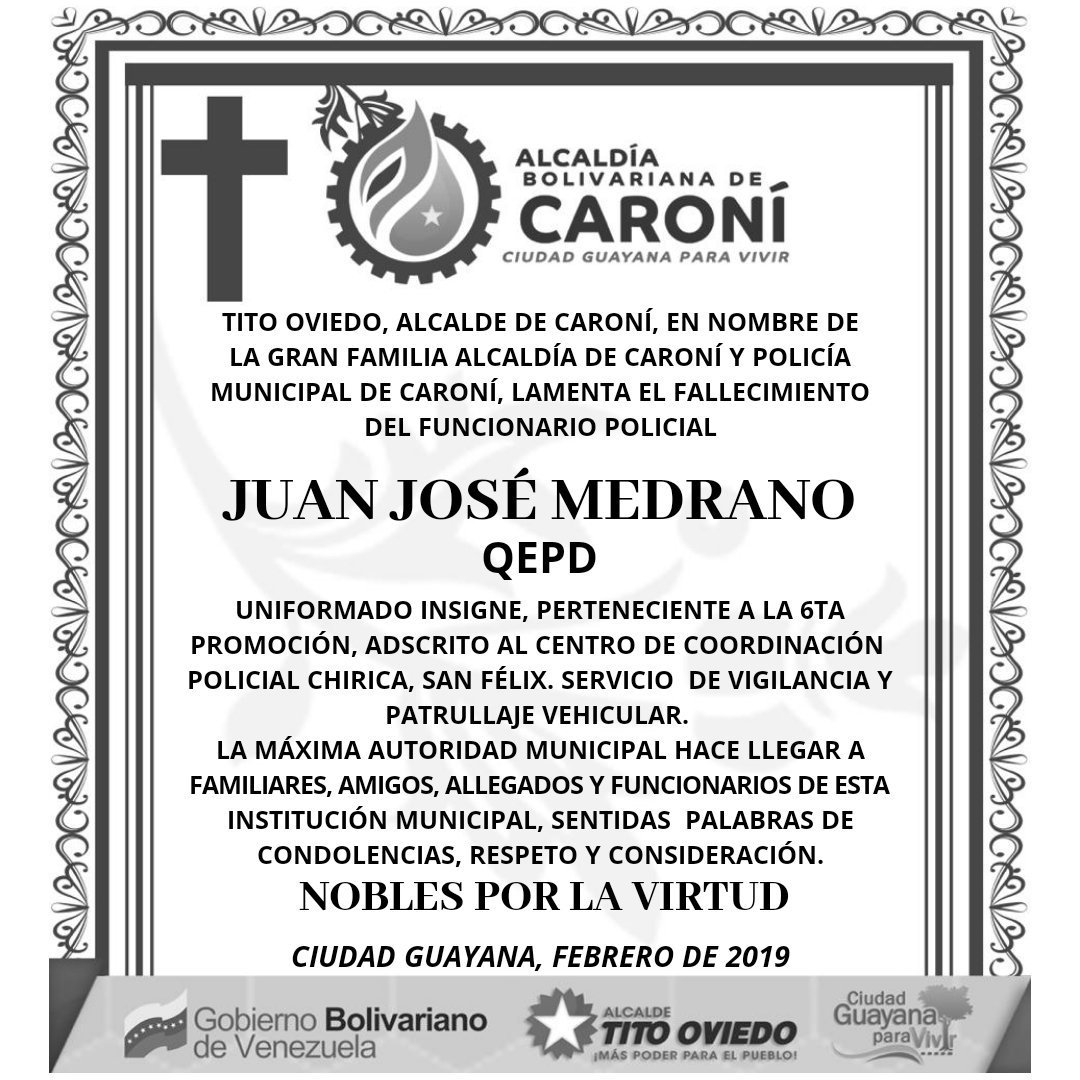 ALCALDÍA
BOLIVARIANA DE
CARONÍ
CIUDAD GUAYANA PARA VIVIR
TITO OVIEDO, ALCALDE DE CARONÍ, EN NOMBRE DE
LA GRAN FAMILIA ALCALDÍA DE CARONÍ Y POLICÍA
MUNICIPAL DE CARONÍ, LAMENTA EL FALLECIMIENTO
DEL FUNCIONARIO POLICIAL
JUAN JOSÉ MEDRANO
QEPD
UNIFORMADO INSIGNE, PERTENECIENTE A LA 6TA
PROMOCIÓN, ADSCRITO AL CENTRO DE COORDINACIÓN
POLICIAL CHIRICA, SAN FÉLIX. SERVICIO DE VIGILANCIA Y
PATRULLAJE VEHICULAR.
LA MÁXIMA AUTORIDAD MUNICIPAL HACE LLEGAR A
FAMILIARES, AMIGOS, ALLEGADOS Y FUNCIONARIOS DE ESTA
INSTITUCIÓN MUNICIPAL, SENTIDAS PALABRAS DE
CONDOLENCIAS, RESPETO Y CONSIDERACIÓN.
NOBLES POR LA VIRTUD
CIUDAD GUAYANA, FEBRERO DE 2019
Gobierno Bolivariano
de Venezuela
ALCALDE
TITO OVIEDO
¡MÁS PODER PARA EL PUEBLO!
Ciudad
Guayana
para Vivir